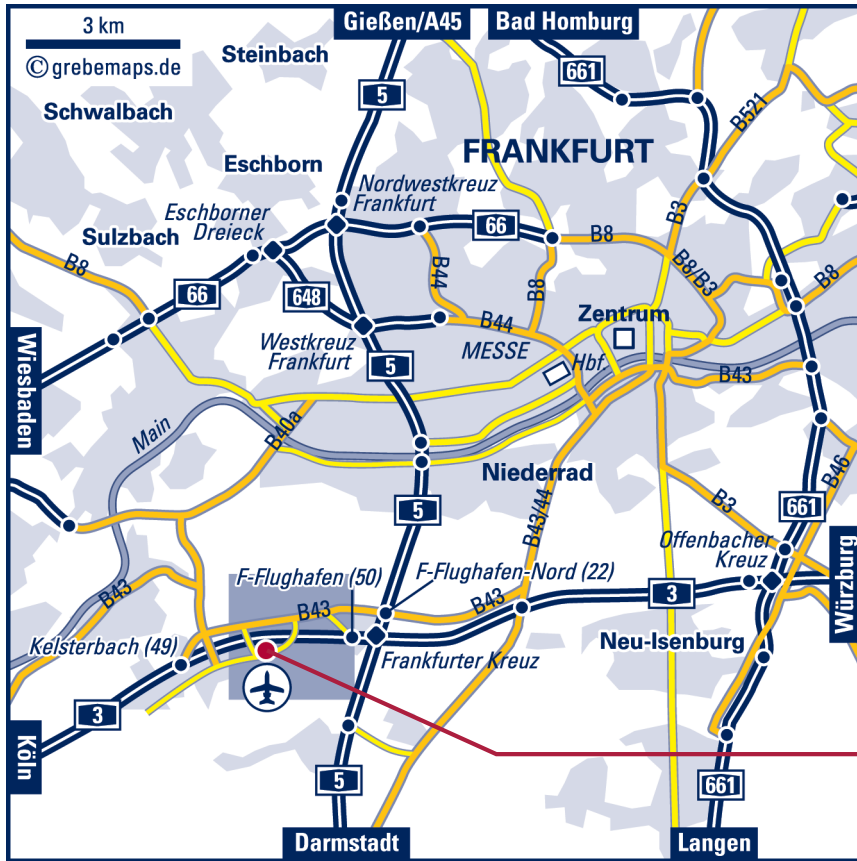 Gießen/A45
Bad Homburg
3 km
© grebemaps.de
Steinbach
661
5
Schwalbach
B521
FRANKFURT
Eschborn
Nordwestkreuz
Frankfurt
Eschborner
Dreieck
B3
Sulzbach
66
B8
B8
B44
B8/B3
B8
66
648
B8
Zentrum
B44
Westkreuz
Frankfurt
MESSE
Wiesbaden
5
Hbf
B43
B40a
Main
Niederrad
B46
5
B43/44
B3
661
Offenbacher
Kreuz
F-Flughafen (50)
F-Flughafen-Nord (22)
Würzburg
B43
B43
B43
3
Kelsterbach (49)
Neu-Isenburg
Frankfurter Kreuz
3
Köln
5
661
Darmstadt
Langen